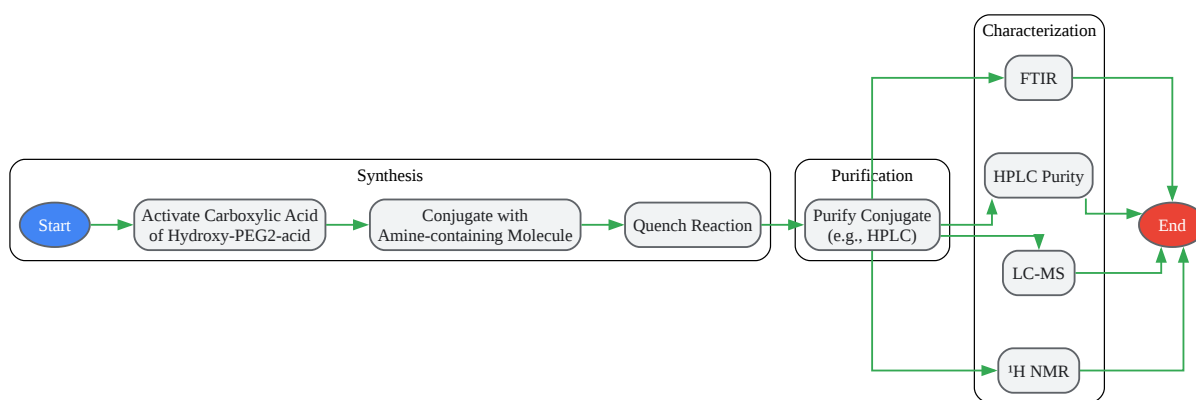 Synthesis
Start
Activate Carboxylic Acid
of Hydroxy-PEG2-acid
Conjugate with
Amine-containing Molecule
Quench Reaction
Purification
Purify Conjugate
(e.g., HPLC)
Characterization
FTIR
HPLC Purity
LC-MS
¹H NMR
End